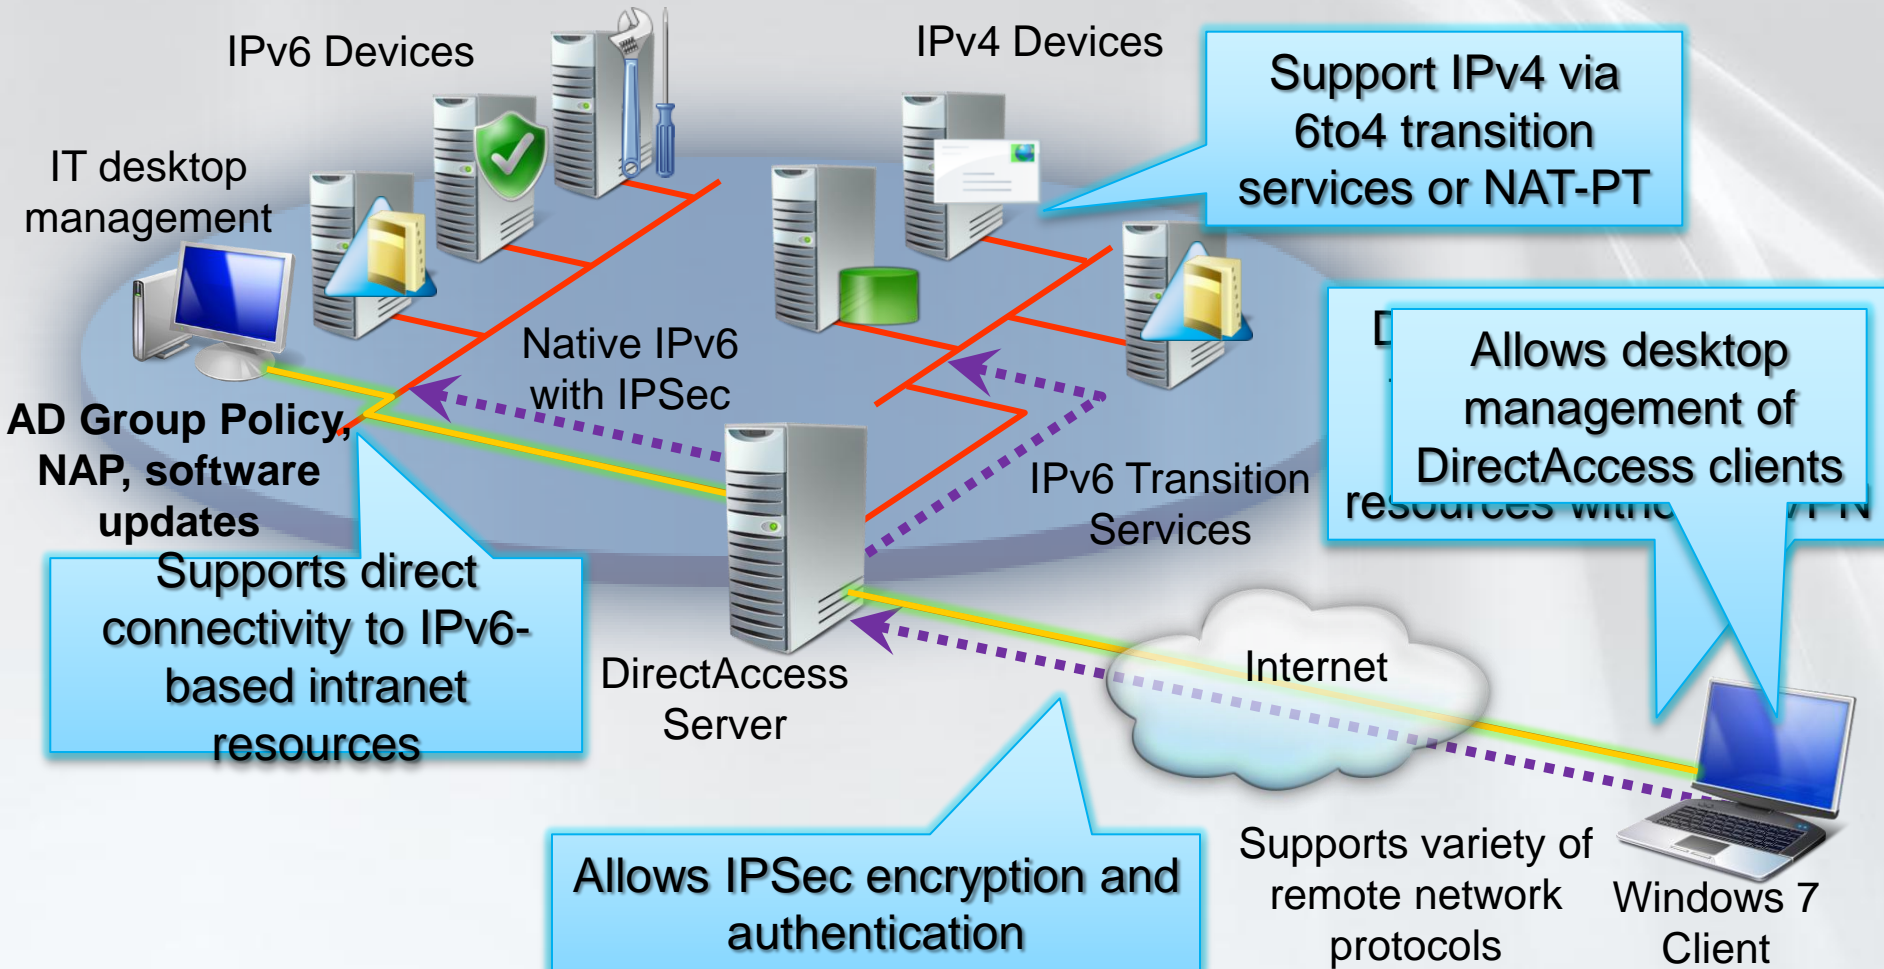 IPv6 Devices
IPv4 Devices
Support IPv4 via
6to4 transition
services or NAT-PT
IT desktop
management
Native IPv6
with IPSec
Allows desktop
management of
DirectAccess clients
resources
AD Group Policy,
NAP, software
updates
IPv6 Transition
Services
Supports direct
connectivity to IPv6-
based intranet
resources
DirectAccess
Server
Internet
Allows IPSec encryption and
authentication
Supports variety of
remote network
protocols
Windows 7
Client